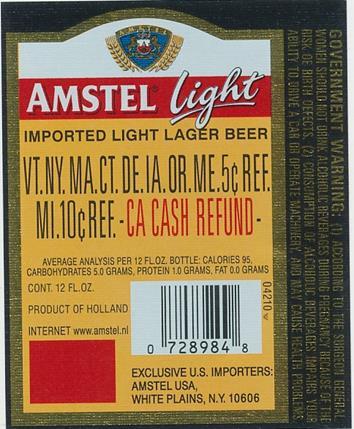 AMSTEL Light
IMPORTED LIGHT LAGER BEER
VT.NY.MA.CT.DE.IA.OR.ME.5¢REF.
MI.10¢REF.-CA CASH REFUND-
AVERAGE ANALYSIS PER 12 FL.OZ. BOTTLE: CALORIES 95,
CARBOHYDRATES 5.0 GRAMS, PROTEIN 1.0 GRAMS, FAT 0.0 GRAMS
CONT. 12 FL.OZ.
PRODUCT OF HOLLAND
INTERNET www.amstel.nl
04210
0 728984 8
EXCLUSIVE U.S. IMPORTERS:
AMSTEL USA,
WHITE PLAINS, N.Y. 10606
GOVERNMENT WARNING: (1) ACCORDING TO THE SURGEON GENERAL,
WOMEN SHOULD NOT DRINK ALCOHOLIC BEVERAGES DURING PREGNANCY BECAUSE OF THE
RISK OF BIRTH DEFECTS. (2) CONSUMPTION OF ALCOHOLIC BEVERAGES IMPAIRS YOUR
ABILITY TO DRIVE A CAR OR OPERATE MACHINERY, AND MAY CAUSE HEALTH PROBLEMS.